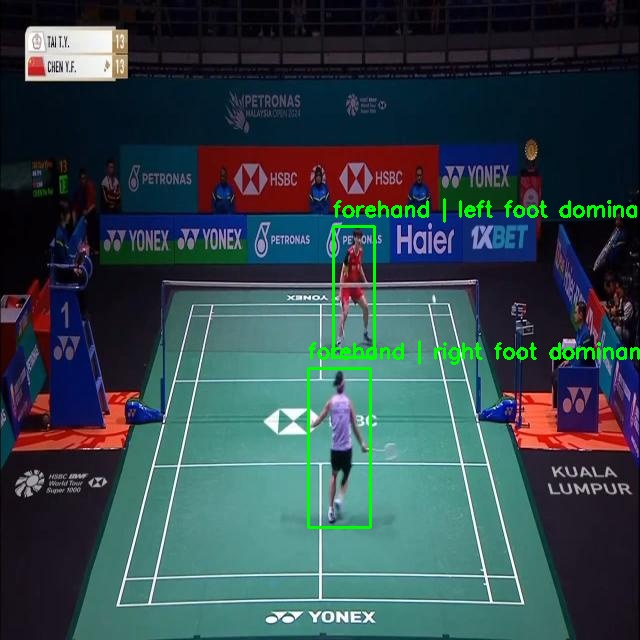 TAI T.Y. 13
CHEN Y.F. 13
PETRONAS
MALAYSIA OPEN 2024
PETRONAS
HSBC
HSBC
YONEX
forehand | left foot domina
YONEX
YONEX
PETRONAS
PETRONAS
Haier
1XBET
YONEX
1
forehand | right foot dominan
HSBC BWF
World Tour
Super 1000
KUALA
LUMPUR
YONEX